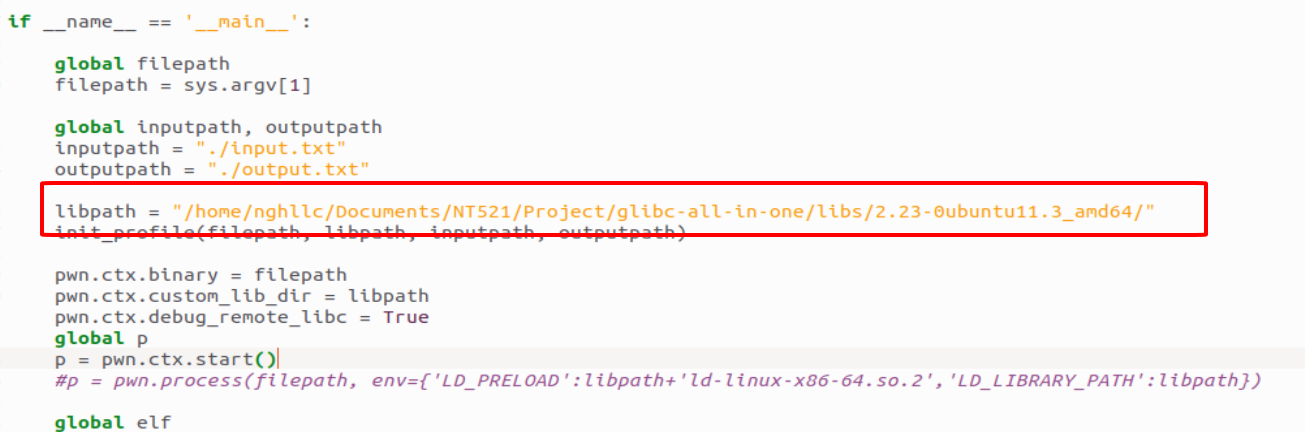 if __name__ == '__main__':
global filepath
filepath = sys.argv[1]
global inputpath, outputpath
inputpath = "./input.txt"
outputpath = "./output.txt"
libpath = "/home/nghllc/Documents/NT521/Project/glibc-all-in-one/libs/2.23-0ubuntu11.3_amd64/"
init_profile(filepath, libpath, inputpath, outputpath)
pwn.ctx.binary = filepath
pwn.ctx.custom_lib_dir = libpath
pwn.ctx.debug_remote_libc = True
global p
p = pwn.ctx.start()
#p = pwn.process(filepath, env={'LD_PRELOAD':libpath+'ld-linux-x86-64.so.2','LD_LIBRARY_PATH':libpath})
global elf